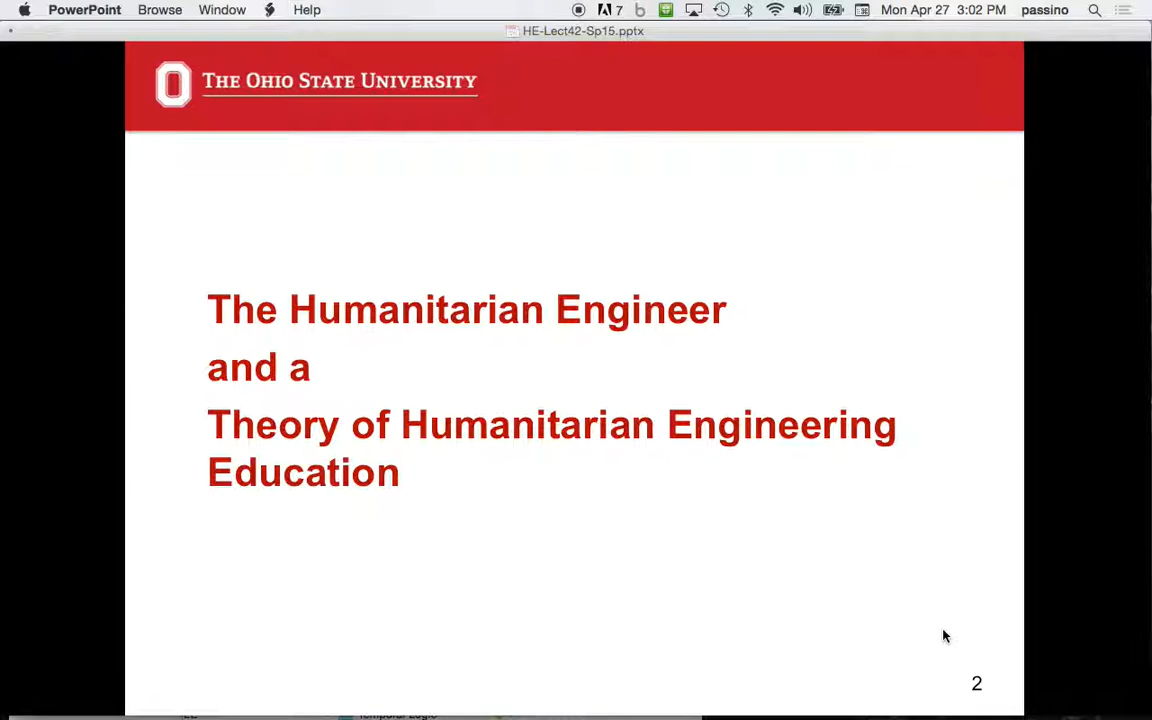 PowerPoint Browse Window Help 7 Mon Apr 27 3:02 PM passino
HE-Lect42-Sp15.pptx
THE OHIO STATE UNIVERSITY
The Humanitarian Engineer
and a
Theory of Humanitarian Engineering
Education
2